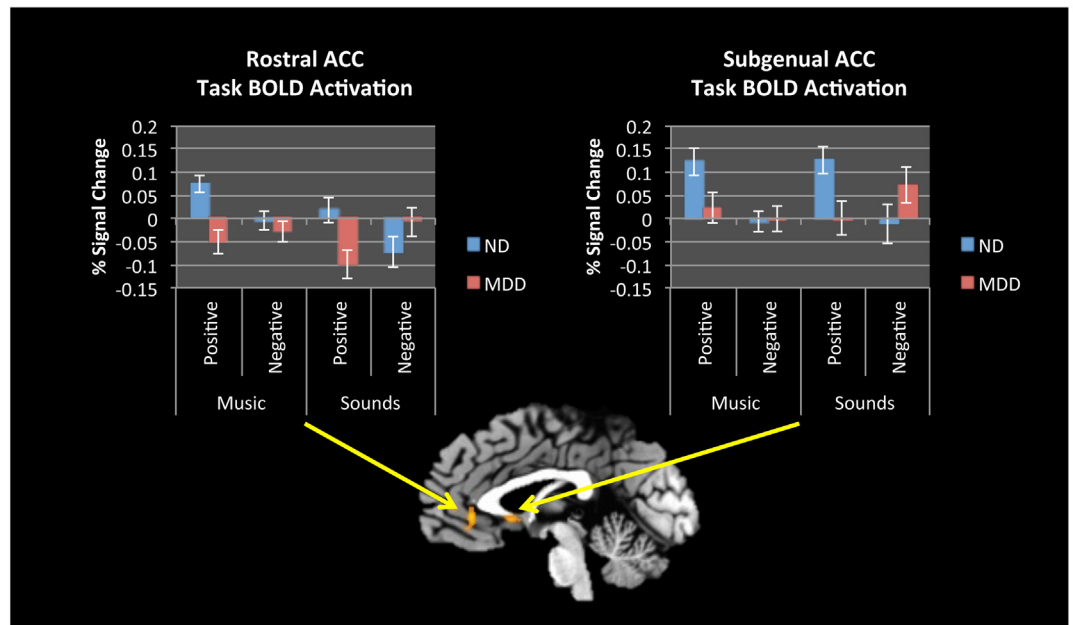 Rostral ACC
Task BOLD Activation
% Signal Change
0.2
0.15
0.1
0.05
0
-0.05
-0.1
-0.15
ND
MDD
Positive
Negative
Positive
Negative
Music
Sounds
Subgenual ACC
Task BOLD Activation
% Signal Change
0.2
0.15
0.1
0.05
0
-0.05
-0.1
-0.15
ND
MDD
Positive
Negative
Positive
Negative
Music
Sounds